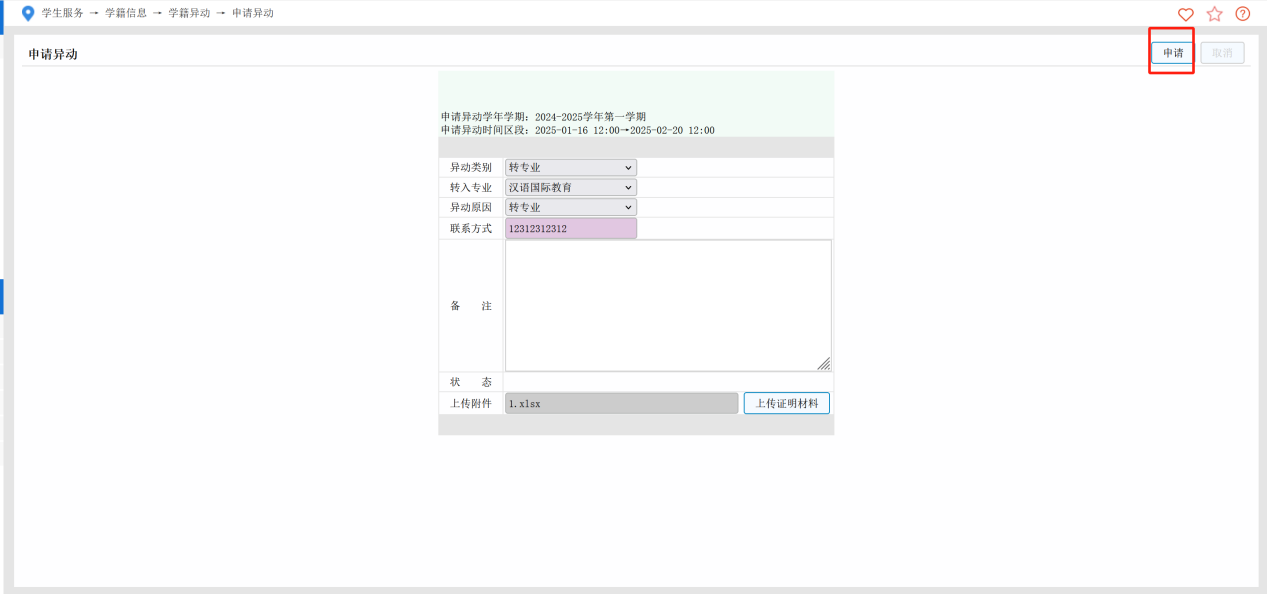 学生服务 → 学籍信息 → 学籍异动 → 申请异动
申请异动
申请
取消
申请异动学年学期：2024-2025学年第一学期
申请异动时间区段：2025-01-16 12:00→2025-02-20 12:00
异动类别 转专业
转入专业 汉语国际教育
异动原因 转专业
联系方式 12312312312
备 注
状 态
上传附件 1.xlsx 上传证明材料